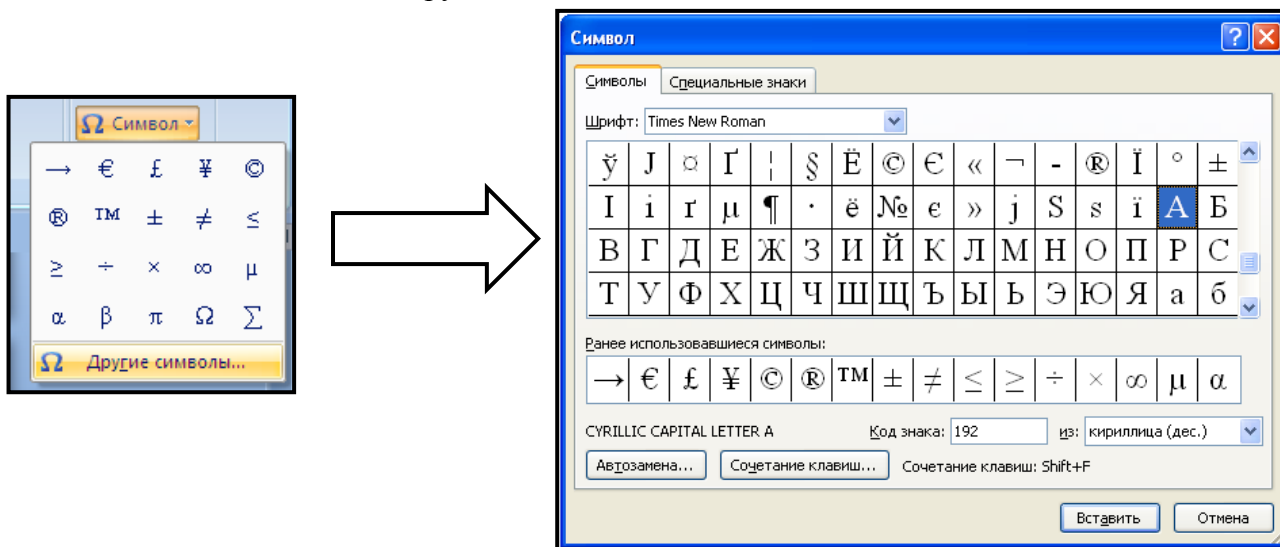 Символ
→ € £ ¥ ©
® ™ ± ≠ ≤
≥ ÷ × ∞ µ
α β π Ω Σ
Ω Другие символы...
Символ
Символы Специальные знаки
Шрифт: Times New Roman
ў Ј ¤ Ґ ¦ § Ё © Є « ¬ - ® Ї ° ±
І і ґ µ ¶ · ё № є » ј Ѕ ѕ ї А Б
В Г Д Е Ж З И Й К Л М Н О П Р С
Т У Ф Х Ц Ч Ш Щ Ъ Ы Ь Э Ю Я а б
Ранее использовавшиеся символы:
→ € £ ¥ © ® ™ ± ≠ ≤ ≥ ÷ × ∞ µ α
CYRILLIC CAPITAL LETTER A Код знака: 192 из: кириллица (дес.)
Автозамена... Сочетание клавиш... Сочетание клавиш: Shift+F
Вставить Отмена